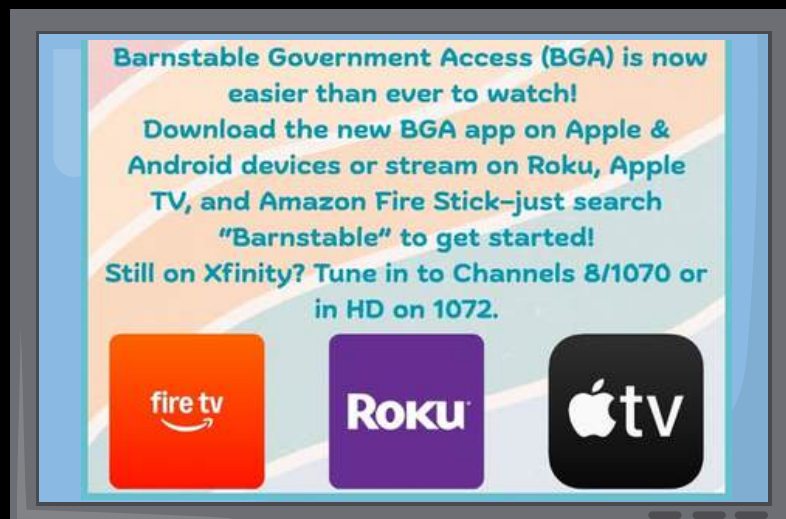 Barnstable Government Access (BGA) is now
easier than ever to watch!
Download the new BGA app on Apple &
Android devices or stream on Roku, Apple
TV, and Amazon Fire Stick–just search
"Barnstable" to get started!
Still on Xfinity? Tune in to Channels 8/1070 or
in HD on 1072.
fire tv
ROKU
tv